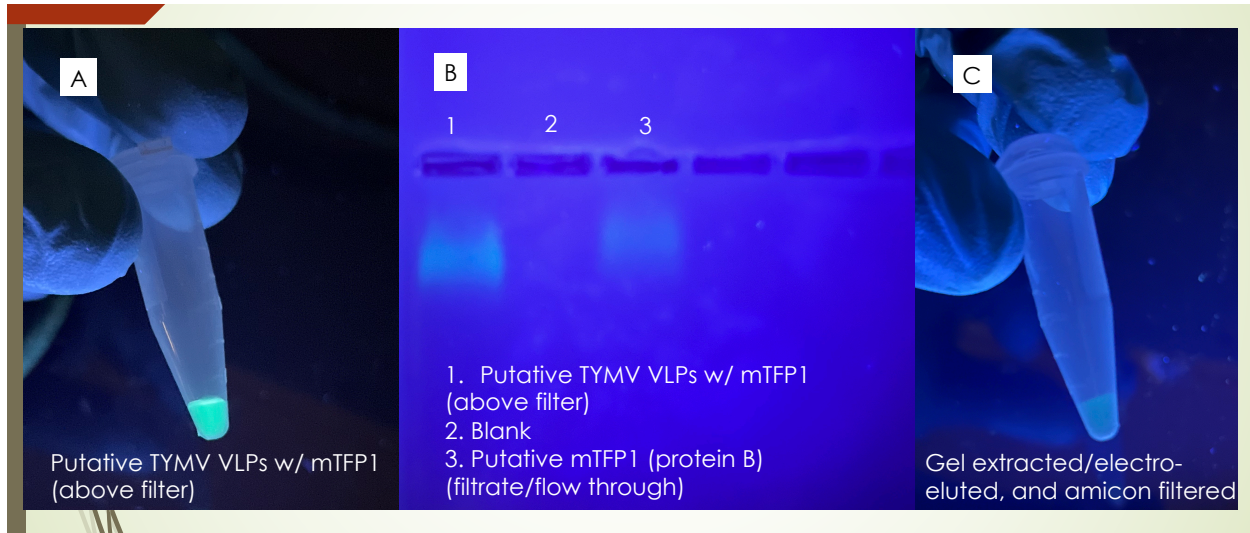 A
Putative TYMV VLPs w/ mTFP1
(above filter)
B
1 2 3
1. Putative TYMV VLPs w/ mTFP1
(above filter)
2. Blank
3. Putative mTFP1 (protein B)
(filtrate/flow through)
C
Gel extracted/electro-
eluted, and amicon filtered